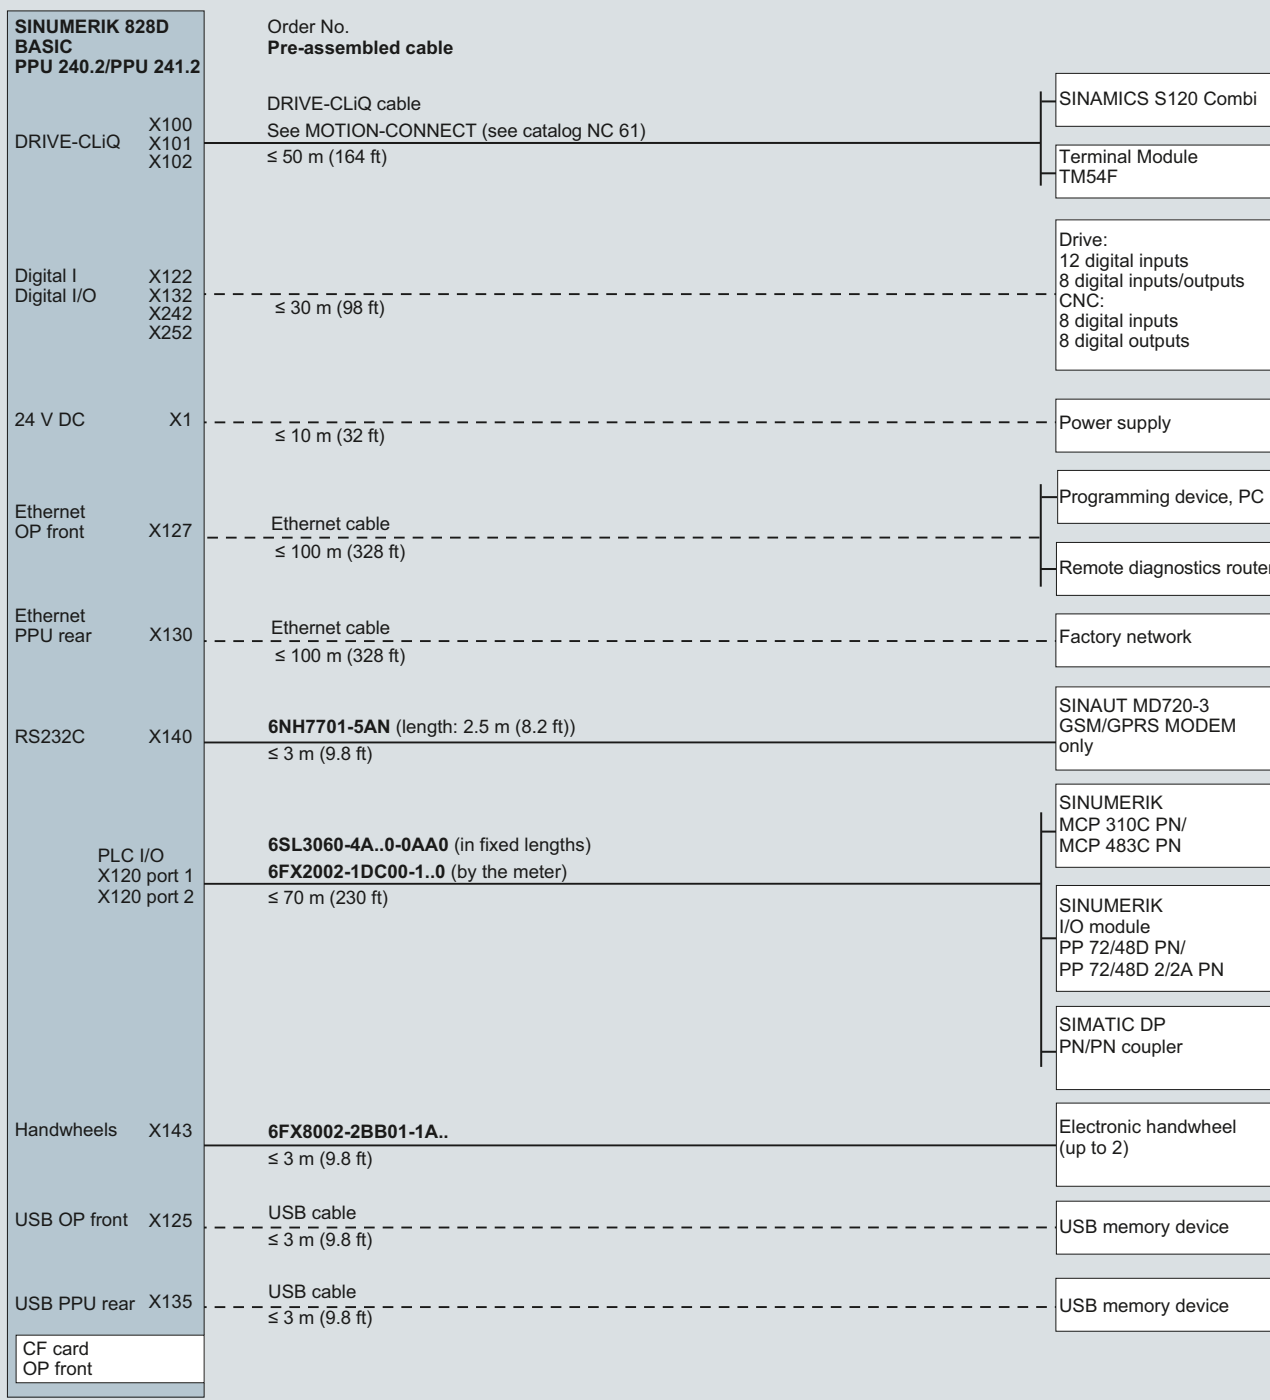 SINUMERIK 828D
BASIC
PPU 240.2/PPU 241.2
Order No.
Pre-assembled cable
DRIVE-CLiQ
X100
X101
X102
DRIVE-CLiQ cable
See MOTION-CONNECT (see catalog NC 61)
≤ 50 m (164 ft)
SINAMICS S120 Combi
Terminal Module
TM54F
Digital I
Digital I/O
X122
X132
X242
X252
≤ 30 m (98 ft)
Drive:
12 digital inputs
8 digital inputs/outputs
CNC:
8 digital inputs
8 digital outputs
24 V DC X1
≤ 10 m (32 ft)
Power supply
Ethernet
OP front X127
Ethernet cable
≤ 100 m (328 ft)
Programming device, PC
Remote diagnostics router
Ethernet
PPU rear X130
Ethernet cable
≤ 100 m (328 ft)
Factory network
RS232C X140
6NH7701-5AN (length: 2.5 m (8.2 ft))
≤ 3 m (9.8 ft)
SINAUT MD720-3
GSM/GPRS MODEM
only
PLC I/O
X120 port 1
X120 port 2
6SL3060-4A..0-0AA0 (in fixed lengths)
6FX2002-1DC00-1..0 (by the meter)
≤ 70 m (230 ft)
SINUMERIK
MCP 310C PN/
MCP 483C PN
SINUMERIK
I/O module
PP 72/48D PN/
PP 72/48D 2/2A PN
SIMATIC DP
PN/PN coupler
Handwheels X143
6FX8002-2BB01-1A..
≤ 3 m (9.8 ft)
Electronic handwheel
(up to 2)
USB OP front X125
USB cable
≤ 3 m (9.8 ft)
USB memory device
USB PPU rear X135
USB cable
≤ 3 m (9.8 ft)
USB memory device
CF card
OP front